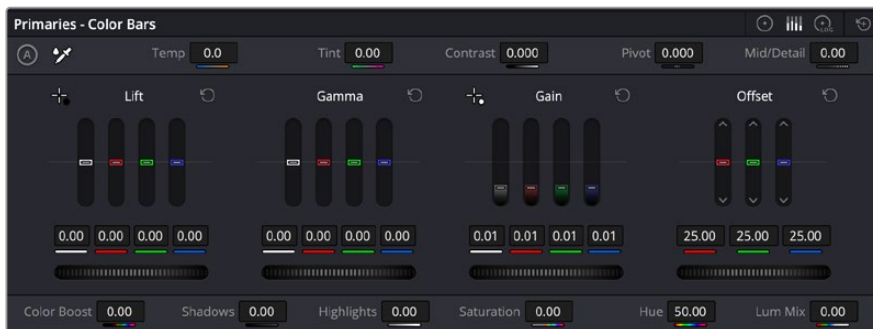 Primaries - Color Bars
LOG
A Temp 0.0 Tint 0.00 Contrast 0.000 Pivot 0.000 Mid/Detail 0.00
Lift Gamma Gain Offset
0.00 0.00 0.00 0.00 0.00 0.00 0.00 0.00 0.01 0.01 0.01 0.01 25.00 25.00 25.00
Color Boost 0.00 Shadows 0.00 Highlights 0.00 Saturation 0.00 Hue 50.00 Lum Mix 0.00